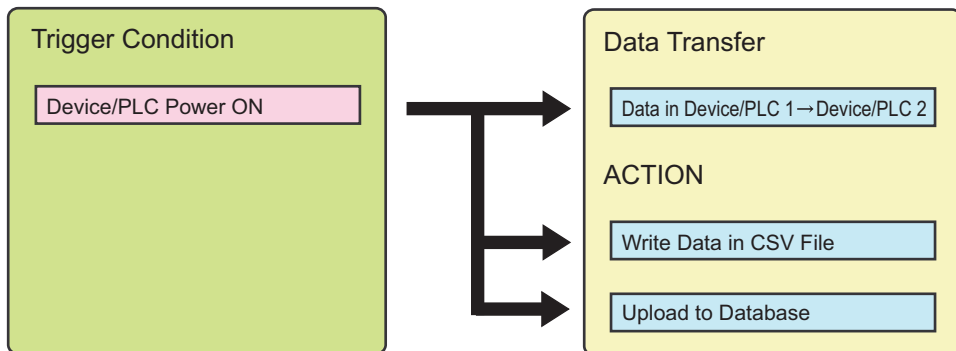 Trigger Condition
Device/PLC Power ON
Data Transfer
Data in Device/PLC 1→Device/PLC 2
ACTION
Write Data in CSV File
Upload to Database